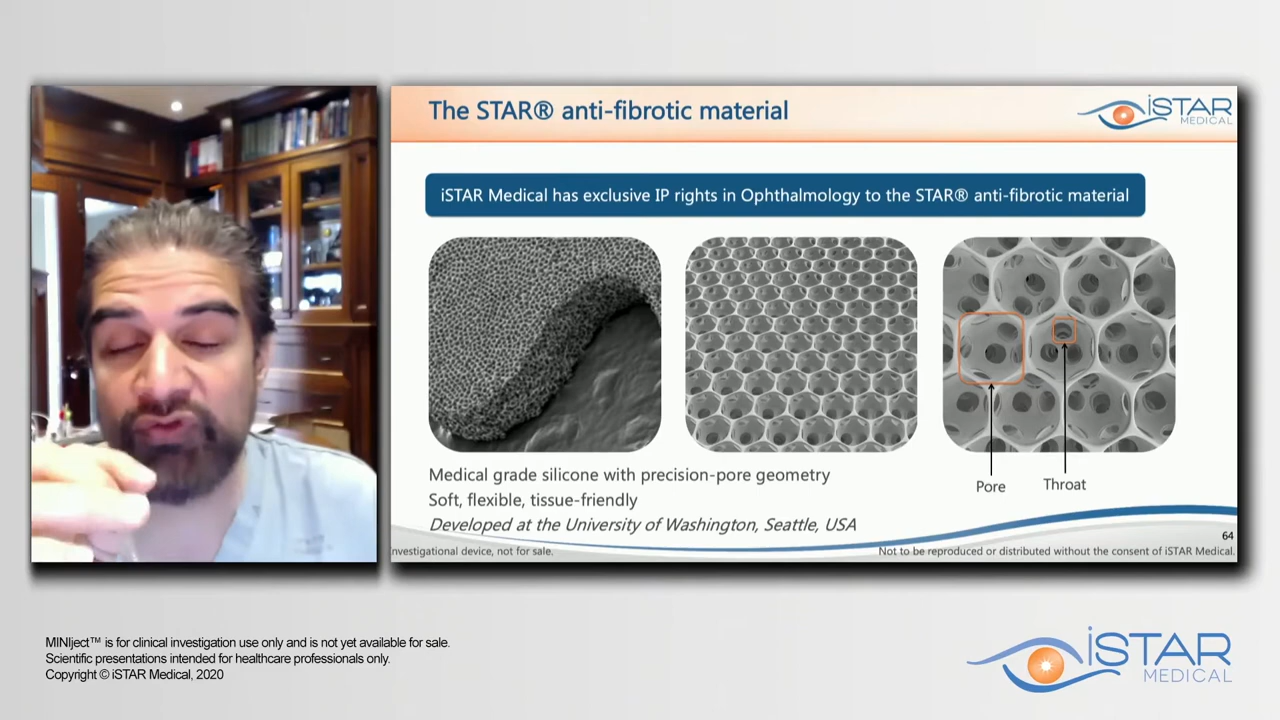 The STAR® anti-fibrotic material
iSTAR
MEDICAL
iSTAR Medical has exclusive IP rights in Ophthalmology to the STAR® anti-fibrotic material
Pore
Throat
Medical grade silicone with precision-pore geometry
Soft, flexible, tissue-friendly
Developed at the University of Washington, Seattle, USA
64
nvestigational device, not for sale.
Not to be reproduced or distributed without the consent of iSTAR Medical.
MINIject™ is for clinical investigation use only and is not yet available for sale.
Scientific presentations intended for healthcare professionals only.
Copyright © iSTAR Medical, 2020
iSTAR
MEDICAL